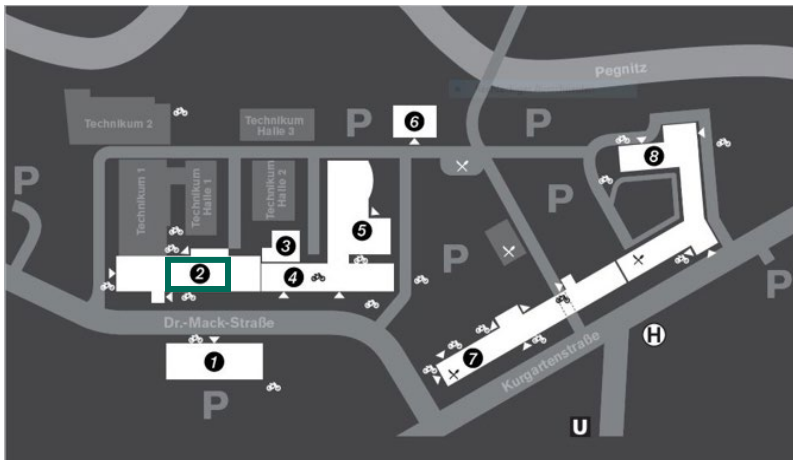 Pegnitz
P
6
P
Technikum 2
Technikum
Halle 3
8
P
Technikum 1
Technikum
Halle 1
Technikum
Halle 2
P
5
3
P
2
4
P
Dr.-Mack-Straße
H
1
7
Kurgartenstraße
P
U